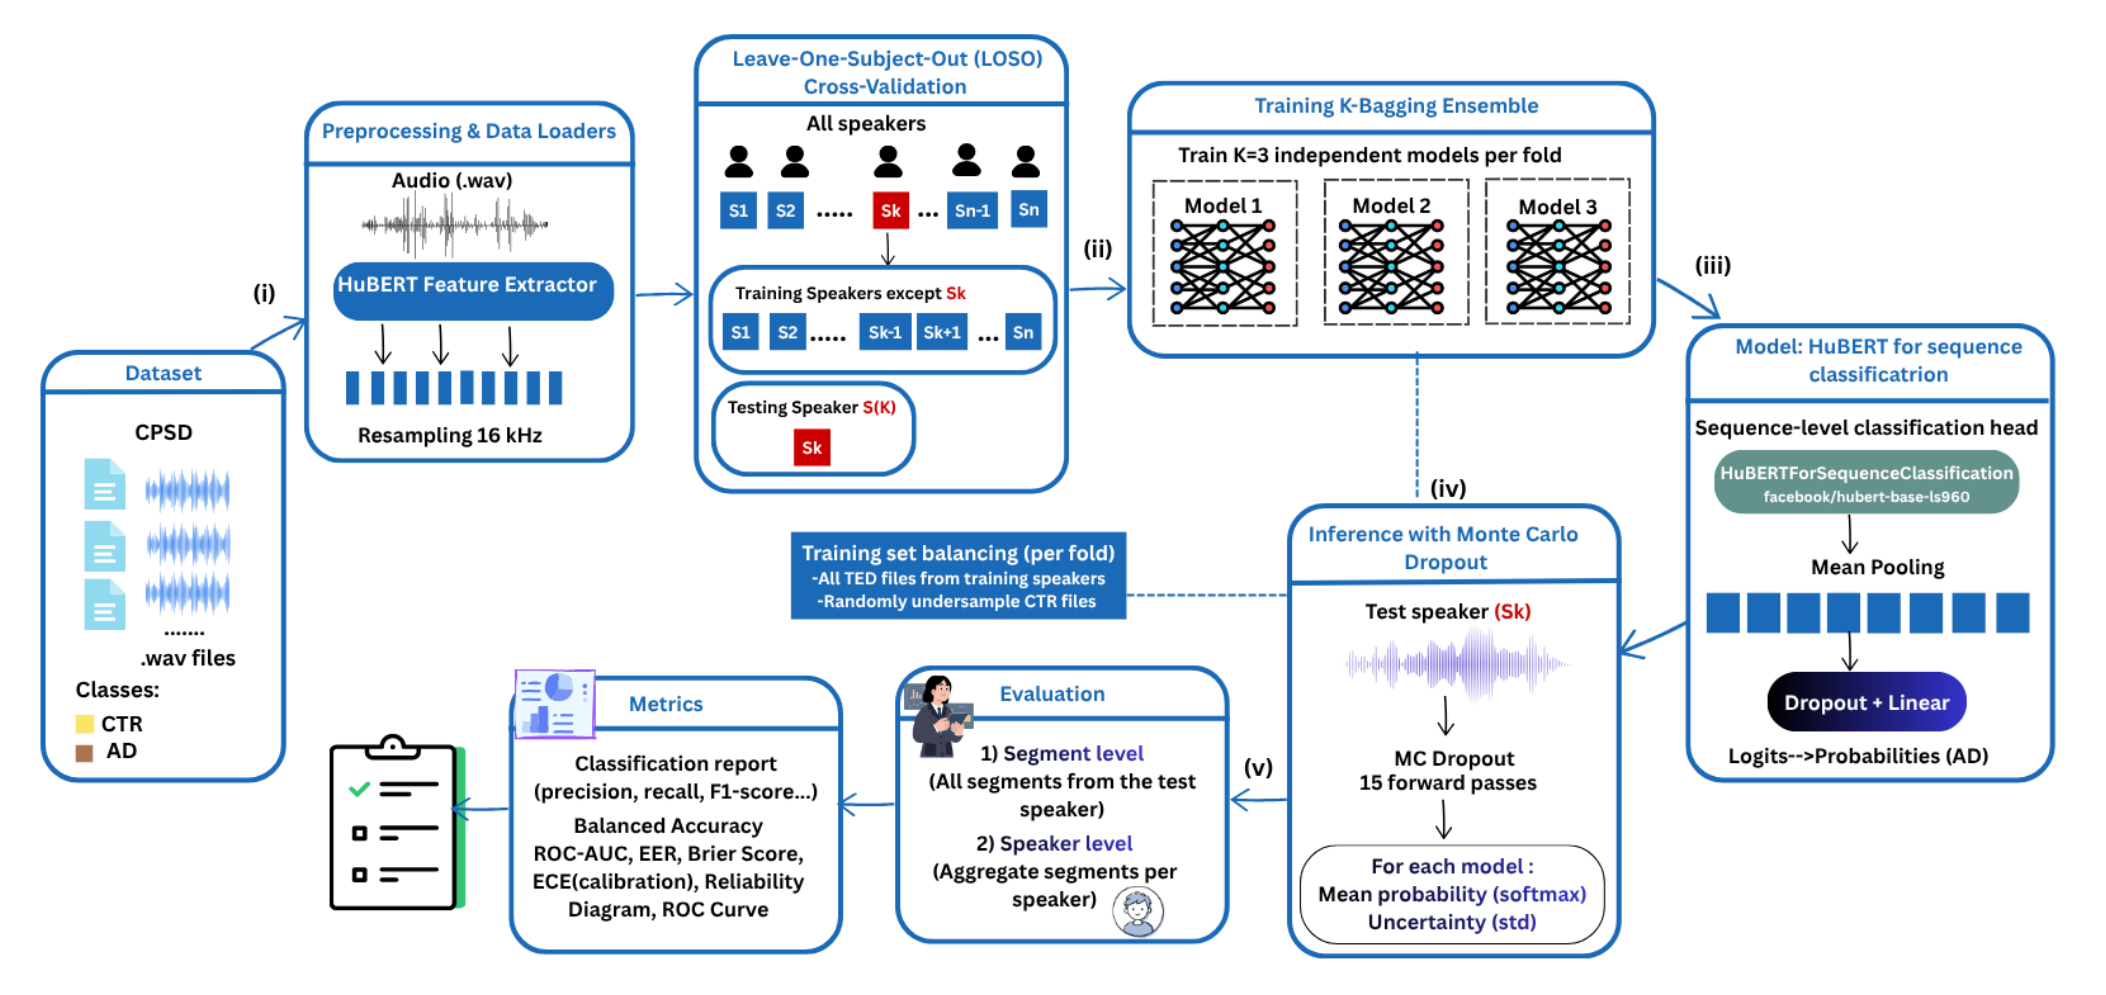 Dataset
CPSD
.......
.wav files
Classes:
CTR
AD
(i)
Preprocessing & Data Loaders
Audio (.wav)
HuBERT Feature Extractor
Resampling 16 kHz
Leave-One-Subject-Out (LOSO)
Cross-Validation
All speakers
S1 S2 ..... Sk ... Sn-1 Sn
Training Speakers except Sk
S1 S2 ..... Sk-1 Sk+1 ... Sn
Testing Speaker S(K)
Sk
(ii)
Training K-Bagging Ensemble
Train K=3 independent models per fold
Model 1 Model 2 Model 3
(iii)
Model: HuBERT for sequence
classificatrion
Sequence-level classification head
HuBERTForSequenceClassification
facebook/hubert-base-ls960
Mean Pooling
Dropout + Linear
Logits-->Probabilities (AD)
(iv)
Inference with Monte Carlo
Dropout
Test speaker (Sk)
MC Dropout
15 forward passes
For each model :
Mean probability (softmax)
Uncertainty (std)
Training set balancing (per fold)
-All TED files from training speakers
-Randomly undersample CTR files
(v)
Evaluation
1) Segment level
(All segments from the test
speaker)
2) Speaker level
(Aggregate segments per
speaker)
Metrics
Classification report
(precision, recall, F1-score...)
Balanced Accuracy
ROC-AUC, EER, Brier Score,
ECE(calibration), Reliability
Diagram, ROC Curve